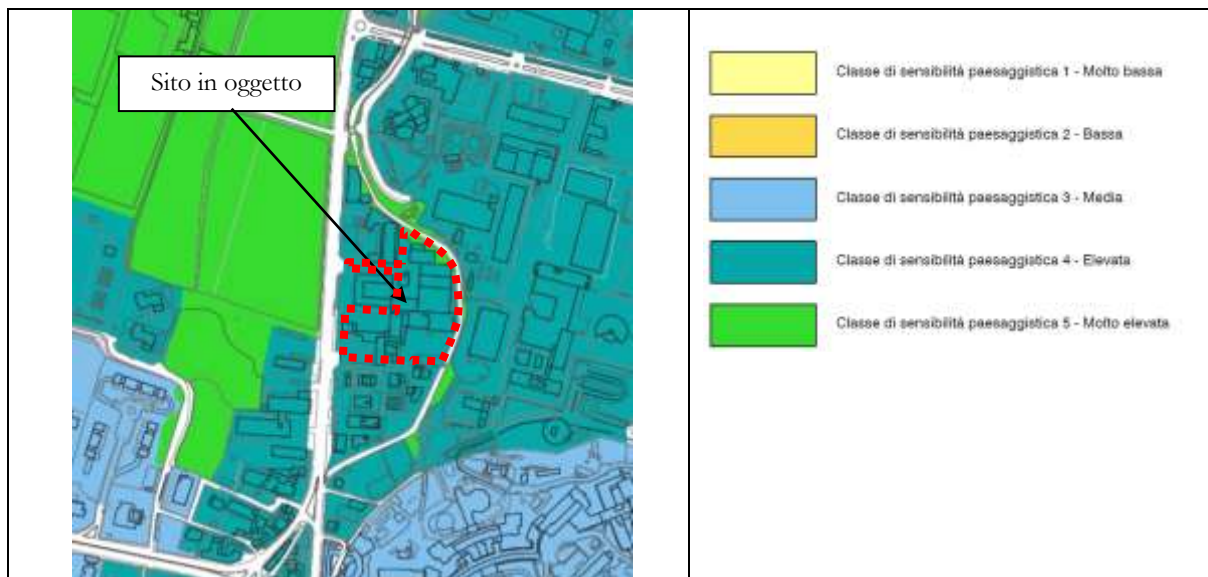 Sito in oggetto
Classe di sensibilità paesaggistica 1 - Molto bassa
Classe di sensibilità paesaggistica 2 - Bassa
Classe di sensibilità paesaggistica 3 - Media
Classe di sensibilità paesaggistica 4 - Elevata
Classe di sensibilità paesaggistica 5 - Molto elevata